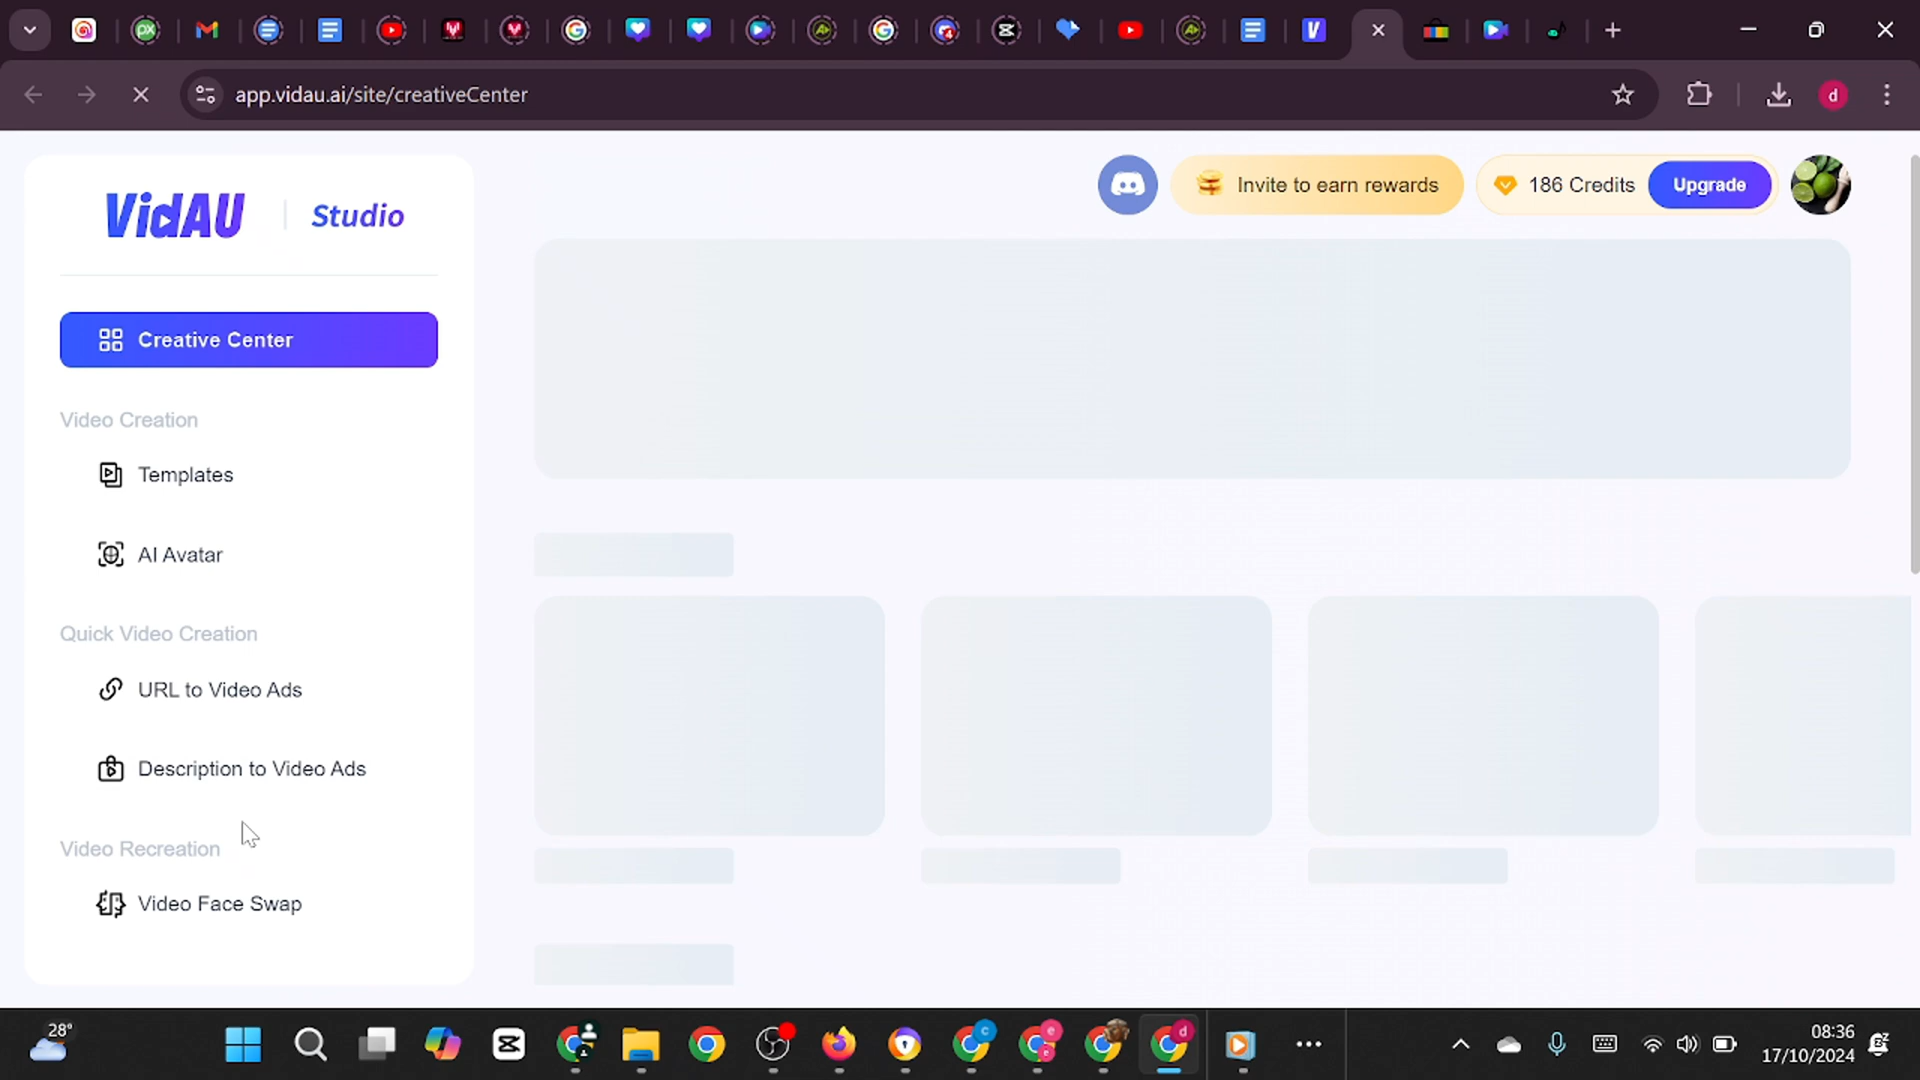 app.vidau.ai/site/creativeCenter
d
VidAU | Studio
Invite to earn rewards
186 Credits
Upgrade
Creative Center
Video Creation
Templates
AI Avatar
Quick Video Creation
URL to Video Ads
Description to Video Ads
Video Recreation
Video Face Swap
28°
08:36
17/10/2024